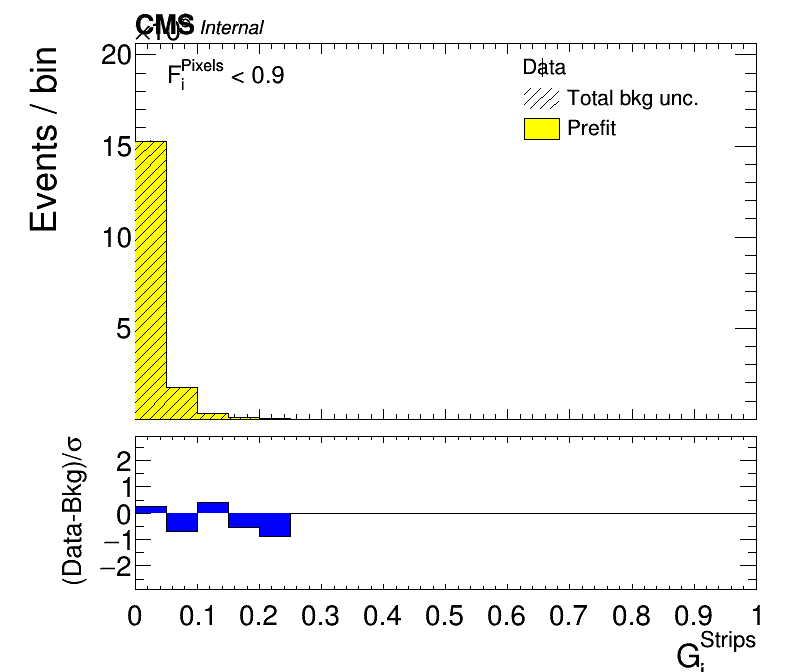 CMS Internal
Events / bin
F_i^Pixels < 0.9
Data
Total bkg unc.
Prefit
20
15
10
5
(Data-Bkg)/σ
2
1
0
−1
−2
0 0.1 0.2 0.3 0.4 0.5 0.6 0.7 0.8 0.9 1
G_i^Strips